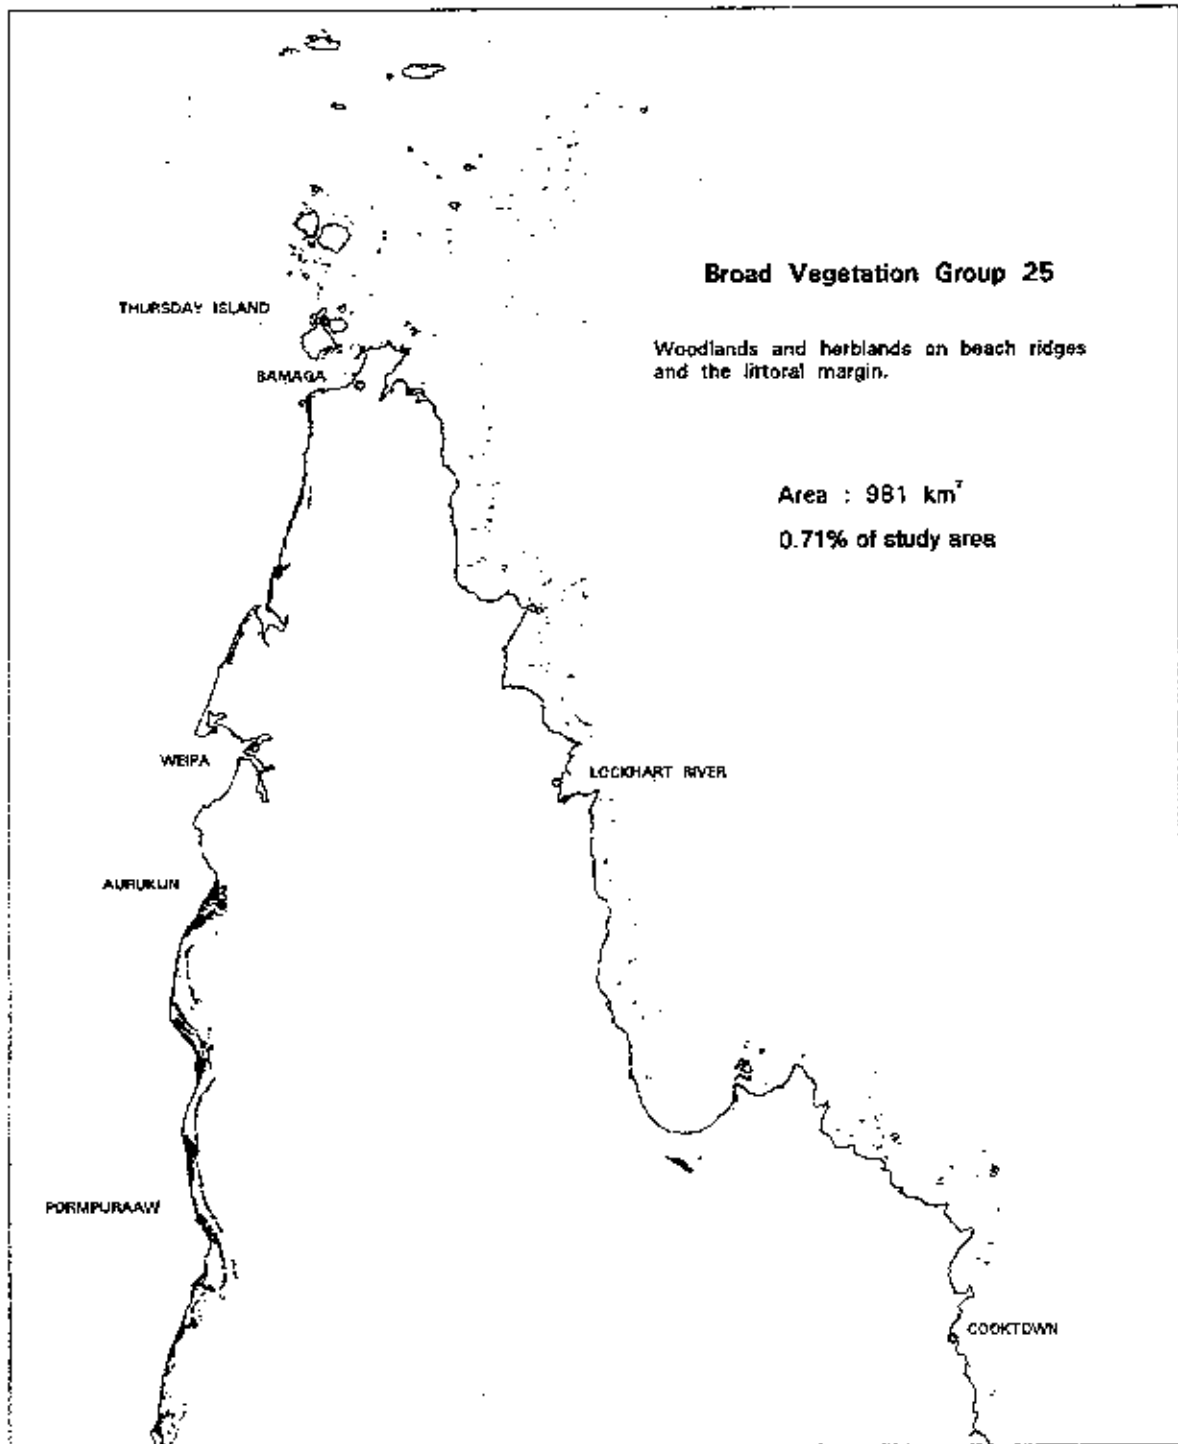 Broad Vegetation Group 25
THURSDAY ISLAND
Woodlands and herblands on beach ridges
and the littoral margin.
BAMAGA
Area : 981 km²
0.71% of study area
WEIPA
LOCKHART RIVER
AURUKUN
PORMPURAAW
COOKTOWN